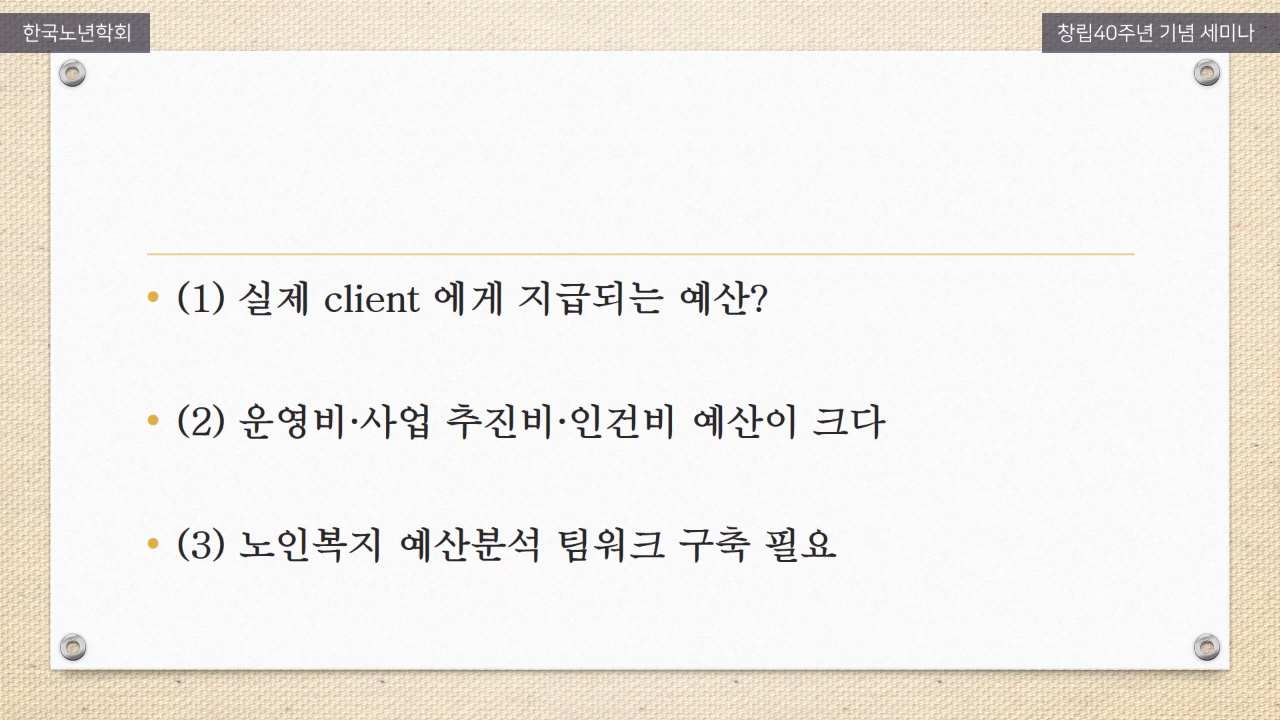 한국노년학회
창립40주년 기념 세미나
• (1) 실제 client 에게 지급되는 예산?
• (2) 운영비·사업 추진비·인건비 예산이 크다
• (3) 노인복지 예산분석 팀워크 구축 필요